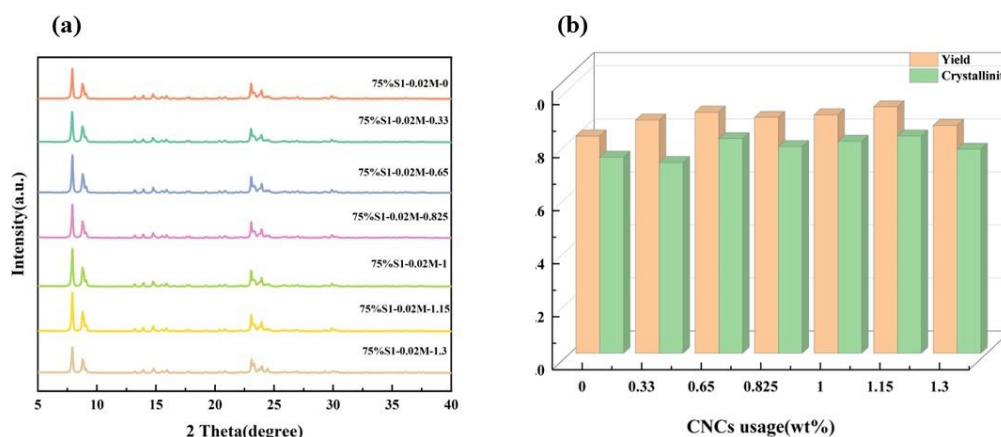 (a)
Intensity(a.u.)
75%S1-0.02M-0
75%S1-0.02M-0.33
75%S1-0.02M-0.65
75%S1-0.02M-0.825
75%S1-0.02M-1
75%S1-0.02M-1.15
75%S1-0.02M-1.3
5 10 15 20 25 30 35 40
2 Theta(degree)
(b)
Yield
Crystallinit
.0
.8
.6
.4
.2
.0
0 0.33 0.65 0.825 1 1.15 1.3
CNCs usage(wt%)